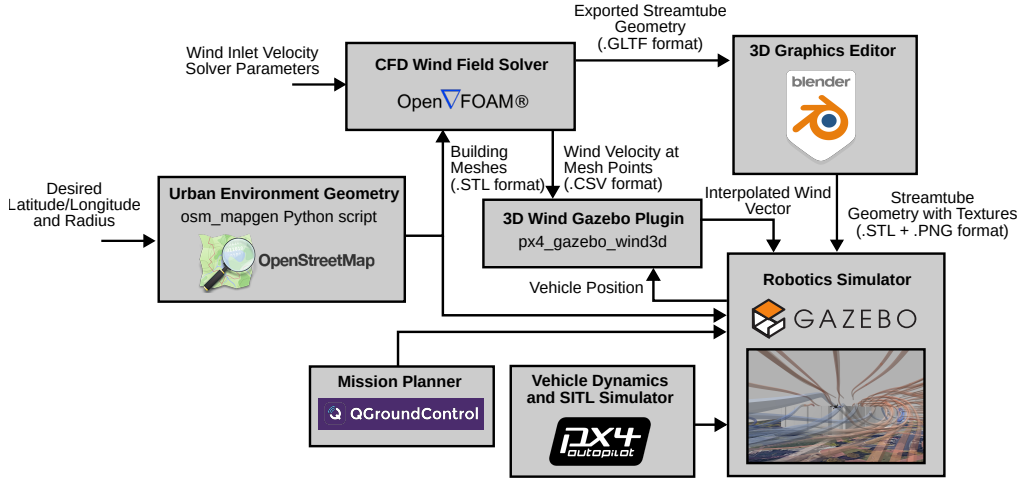 Exported Streamtube
Geometry
(.GLTF format)
Wind Inlet Velocity
Solver Parameters
CFD Wind Field Solver
Open∇FOAM®
3D Graphics Editor
blender
Building
Meshes
(.STL format)
Wind Velocity at
Mesh Points
(.CSV format)
Desired
Latitude/Longitude
and Radius
Urban Environment Geometry
osm_mapgen Python script
OpenStreetMap
3D Wind Gazebo Plugin
px4_gazebo_wind3d
Interpolated Wind
Vector
Streamtube
Geometry with Textures
(.STL + .PNG format)
Vehicle Position
Robotics Simulator
GAZEBO
Mission Planner
QGroundControl
Vehicle Dynamics
and SITL Simulator
px4
autopilot